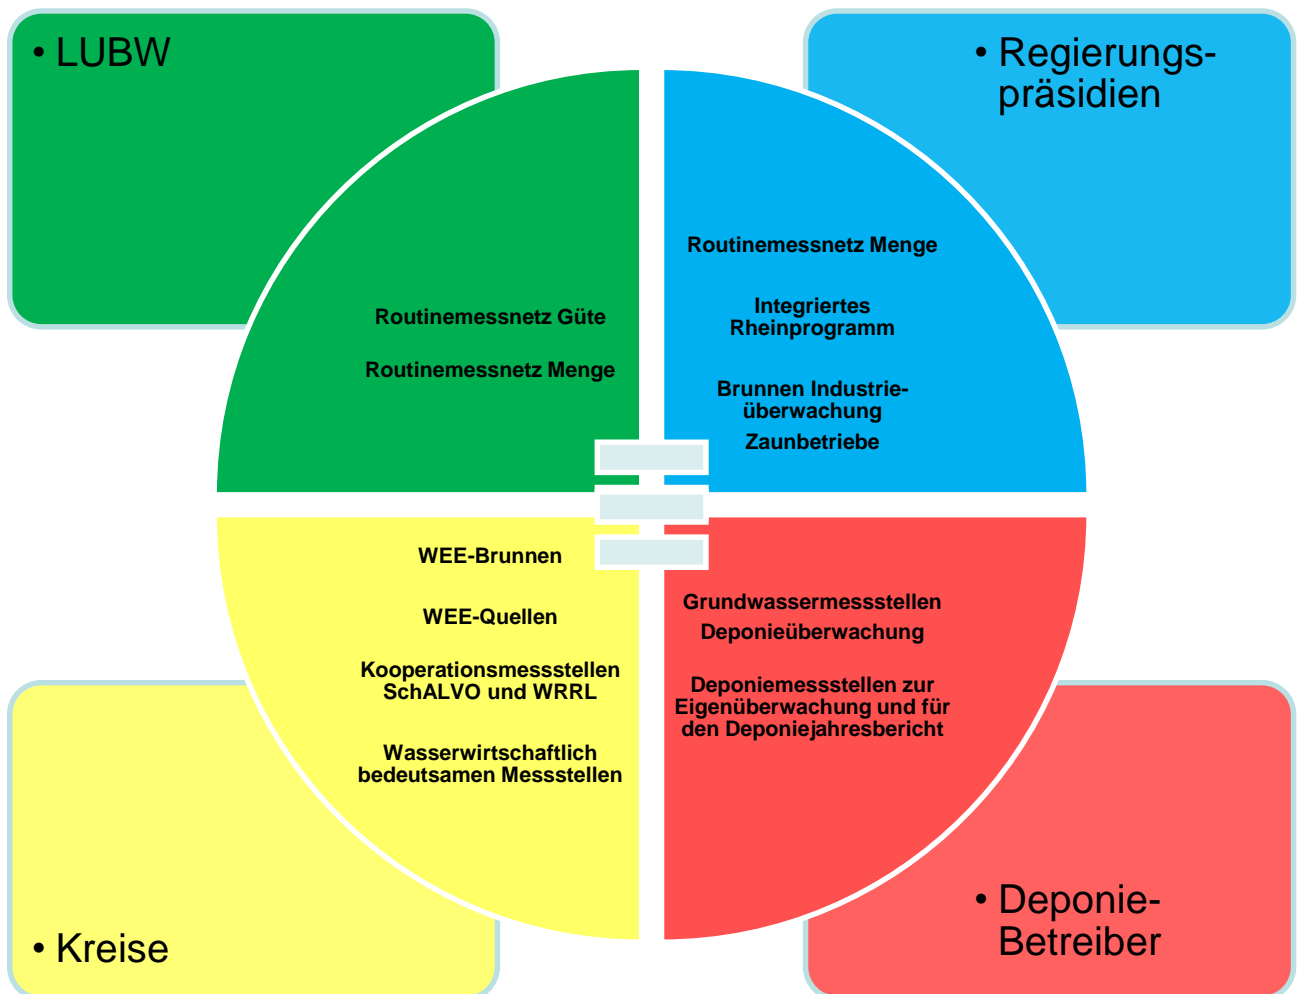 • LUBW
• Regierungs-
präsidien
Routinemessnetz Güte
Routinemessnetz Menge
Routinemessnetz Menge
Integriertes
Rheinprogramm
Brunnen Industrie-
überwachung
Zaunbetriebe
WEE-Brunnen
WEE-Quellen
Kooperationsmessstellen
SchALVO und WRRL
Wasserwirtschaftlich
bedeutsamen Messstellen
Grundwassermessstellen
Deponieüberwachung
Deponiemessstellen zur
Eigenüberwachung und für
den Deponiejahresbericht
• Kreise
• Deponie-
Betreiber